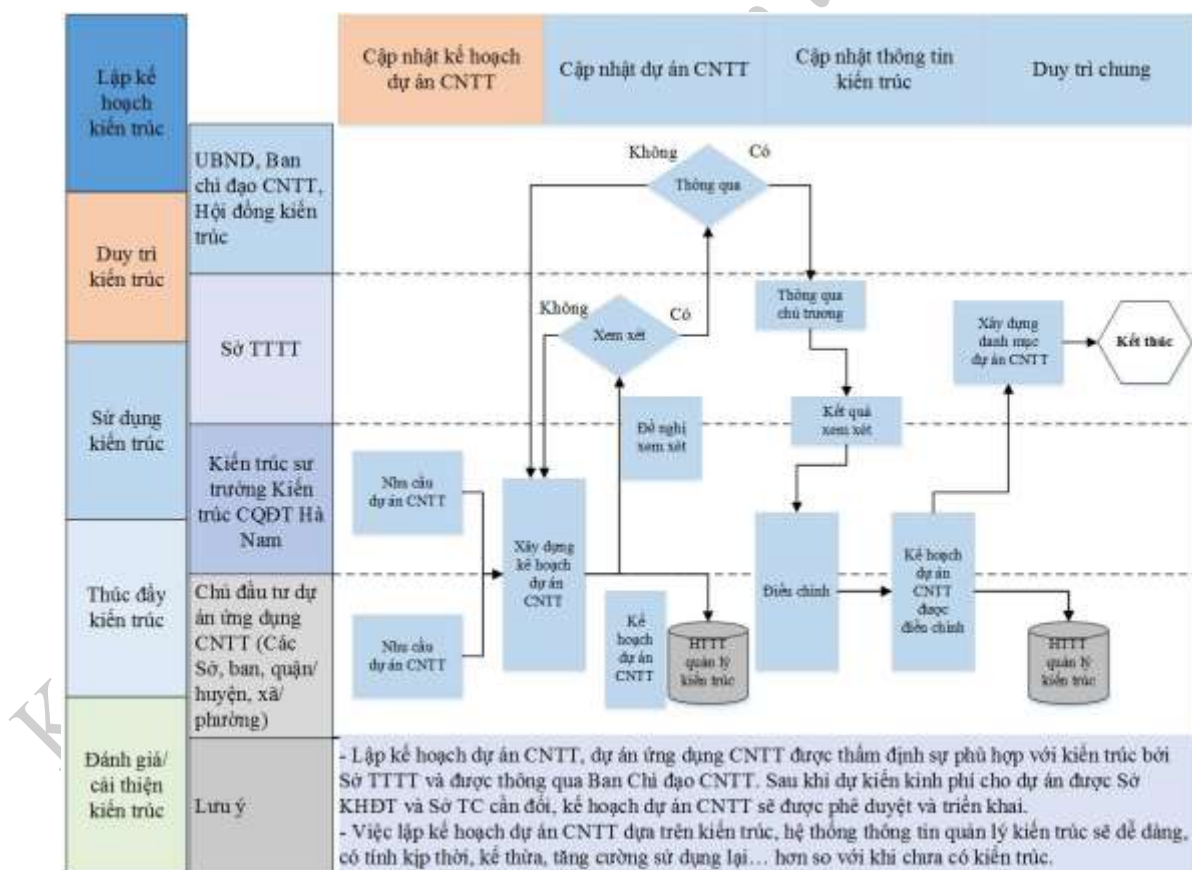 Lập kế
hoạch
kiến trúc
Duy trì
kiến trúc
Sử dụng
kiến trúc
Thúc đẩy
kiến trúc
Đánh giá/
cải thiện
kiến trúc
Cập nhật kế hoạch
dự án CNTT
Cập nhật dự án CNTT
Cập nhật thông tin
kiến trúc
Duy trì chung
UBND, Ban
chỉ đạo CNTT,
Hội đồng kiến
trúc
Không
Có
Thông qua
Sở TTTT
Không
Có
Xem xét
Thông qua
chủ trương
Xây dựng
danh mục
dự án CNTT
Kết thúc
Đề nghị
xem xét
Kết quả
xem xét
Kiến trúc sư
trưởng Kiến
trúc CQĐT Hà
Nam
Nhu cầu
dự án CNTT
Xây dựng
kế hoạch
dự án
CNTT
Điều chỉnh
Kế hoạch
dự án
CNTT
được
điều chỉnh
Chủ đầu tư dự
án ứng dụng
CNTT (Các
Sở, ban, quận/
huyện, xã/
phường)
Nhu cầu
dự án CNTT
Kế
hoạch
dự án
CNTT
HTTT
quản lý
kiến trúc
HTTT
quản lý
kiến trúc
Lưu ý
- Lập kế hoạch dự án CNTT, dự án ứng dụng CNTT được thẩm định sự phù hợp với kiến trúc bởi
Sở TTTT và được thông qua Ban Chỉ đạo CNTT. Sau khi dự kiến kinh phí cho dự án được Sở
KHĐT và Sở TC cân đối, kế hoạch dự án CNTT sẽ được phê duyệt và triển khai.
- Việc lập kế hoạch dự án CNTT dựa trên kiến trúc, hệ thống thông tin quản lý kiến trúc sẽ dễ dàng,
có tính kịp thời, kế thừa, tăng cường sử dụng lại… hơn so với khi chưa có kiến trúc.